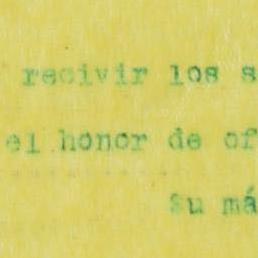 recivir los s
el honor de of
Su má